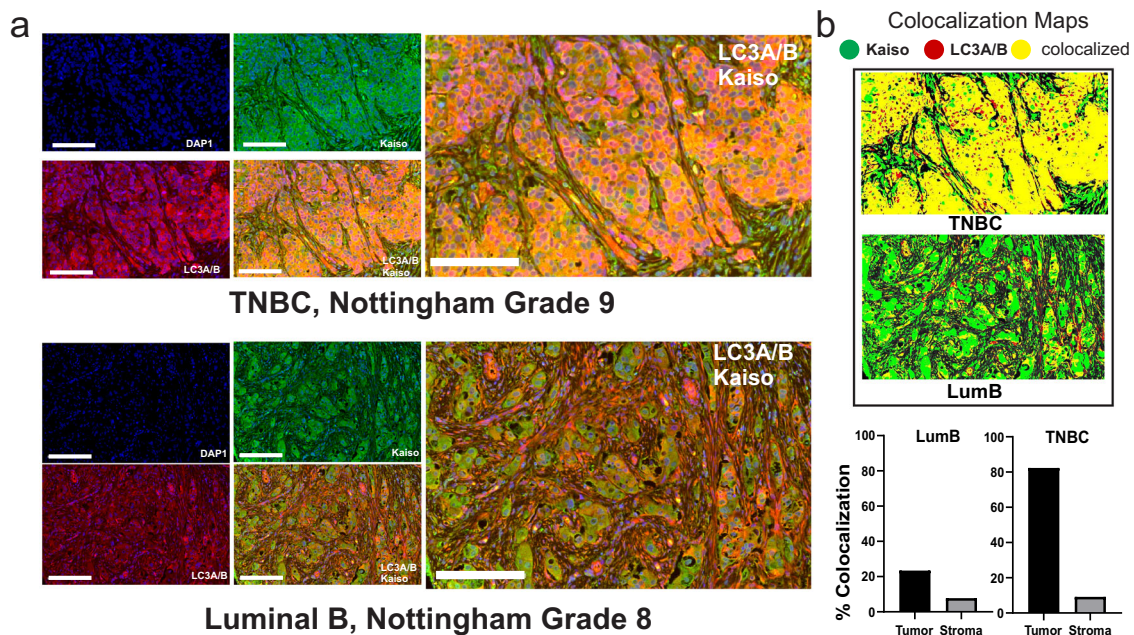 a
DAP1
Kaiso
LC3A/B
LC3A/B
Kaiso
LC3A/B
Kaiso
TNBC, Nottingham Grade 9
DAP1
Kaiso
LC3A/B
LC3A/B
Kaiso
LC3A/B
Kaiso
Luminal B, Nottingham Grade 8
b
Colocalization Maps
Kaiso LC3A/B colocalized
TNBC
LumB
% Colocalization
LumB
100
80
60
40
20
0
Tumor Stroma
TNBC
100
80
60
40
20
0
Tumor Stroma